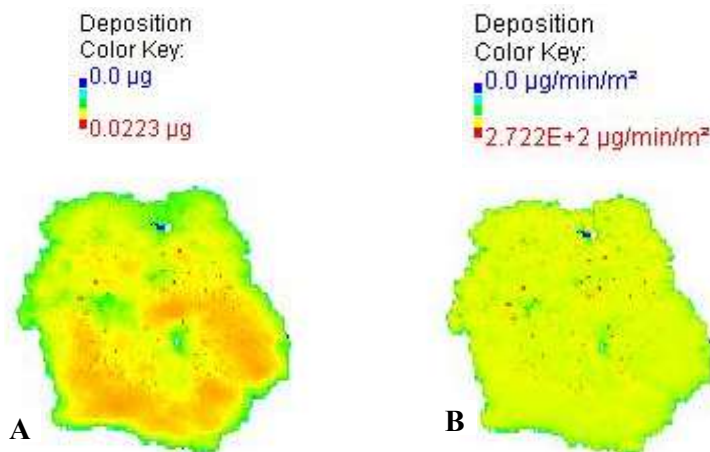 Deposition
Color Key:
0.0 µg
0.0223 µg
A
Deposition
Color Key:
0.0 µg/min/m²
2.722E+2 µg/min/m²
B